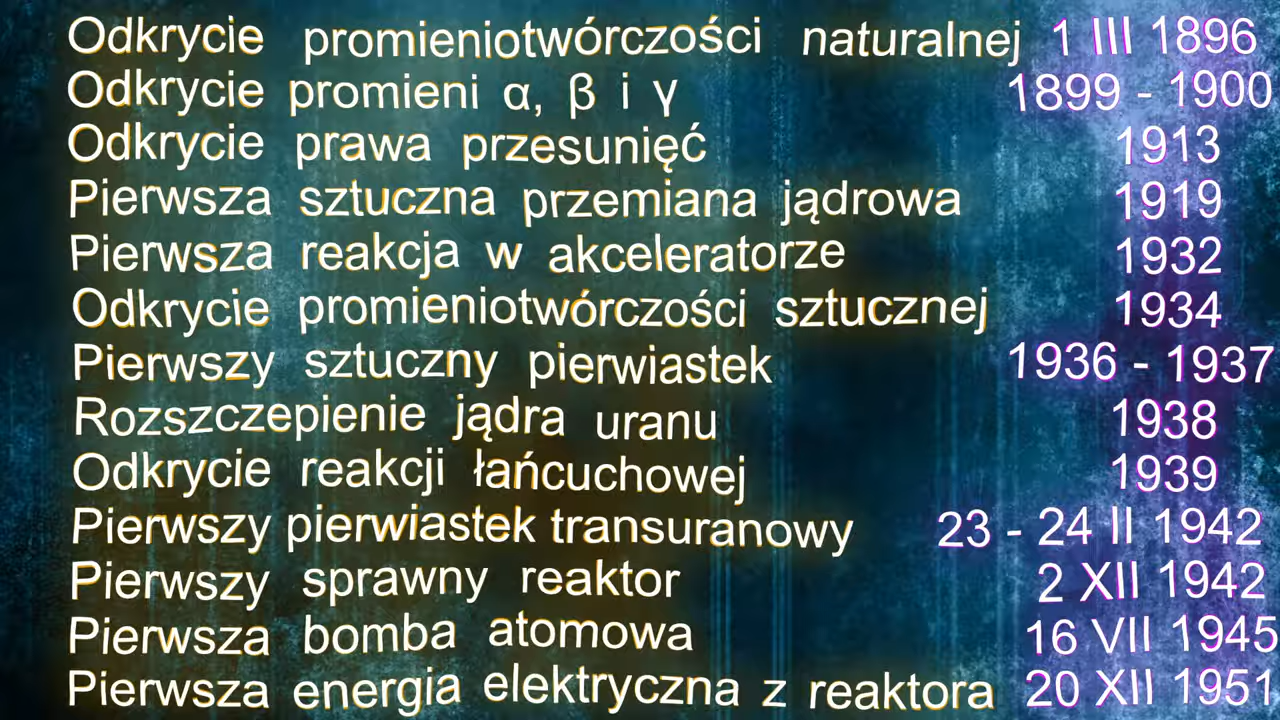 Odkrycie promieniotwórczości naturalnej 1 III 1896
Odkrycie promieni α, β i γ 1899 - 1900
Odkrycie prawa przesunięć 1913
Pierwsza sztuczna przemiana jądrowa 1919
Pierwsza reakcja w akceleratorze 1932
Odkrycie promieniotwórczości sztucznej 1934
Pierwszy sztuczny pierwiastek 1936 - 1937
Rozszczepienie jądra uranu 1938
Odkrycie reakcji łańcuchowej 1939
Pierwszy pierwiastek transuranowy 23 - 24 II 1942
Pierwszy sprawny reaktor 2 XII 1942
Pierwsza bomba atomowa 16 VII 1945
Pierwsza energia elektryczna z reaktora 20 XII 1951